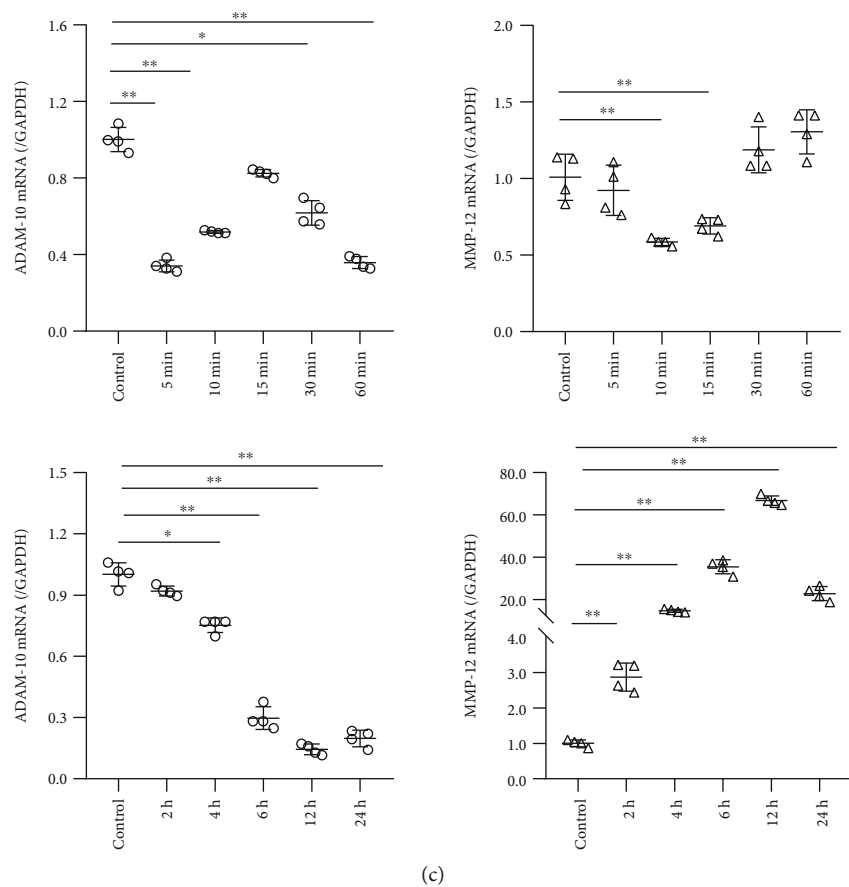 ADAM-10 mRNA (/GAPDH)
1.6
1.2
0.8
0.4
0.0
**
*
**
**
Control
5 min
10 min
15 min
30 min
60 min
MMP-12 mRNA (/GAPDH)
2.0
1.5
1.0
0.5
0.0
**
**
Control
5 min
10 min
15 min
30 min
60 min
ADAM-10 mRNA (/GAPDH)
1.5
1.2
0.9
0.6
0.3
0.0
**
**
**
*
Control
2 h
4 h
6 h
12 h
24 h
MMP-12 mRNA (/GAPDH)
80.0
60.0
40.0
20.0
4.0
3.0
2.0
1.0
0.0
**
**
**
**
**
Control
2 h
4 h
6 h
12 h
24 h
(c)